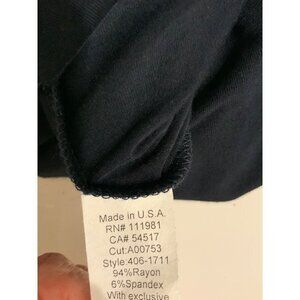 Made in U.S.A.
RN# 111981
CA# 54517
Cut:A00753
Style:406-1711
94%Rayon
6%Spandex
With exclusive